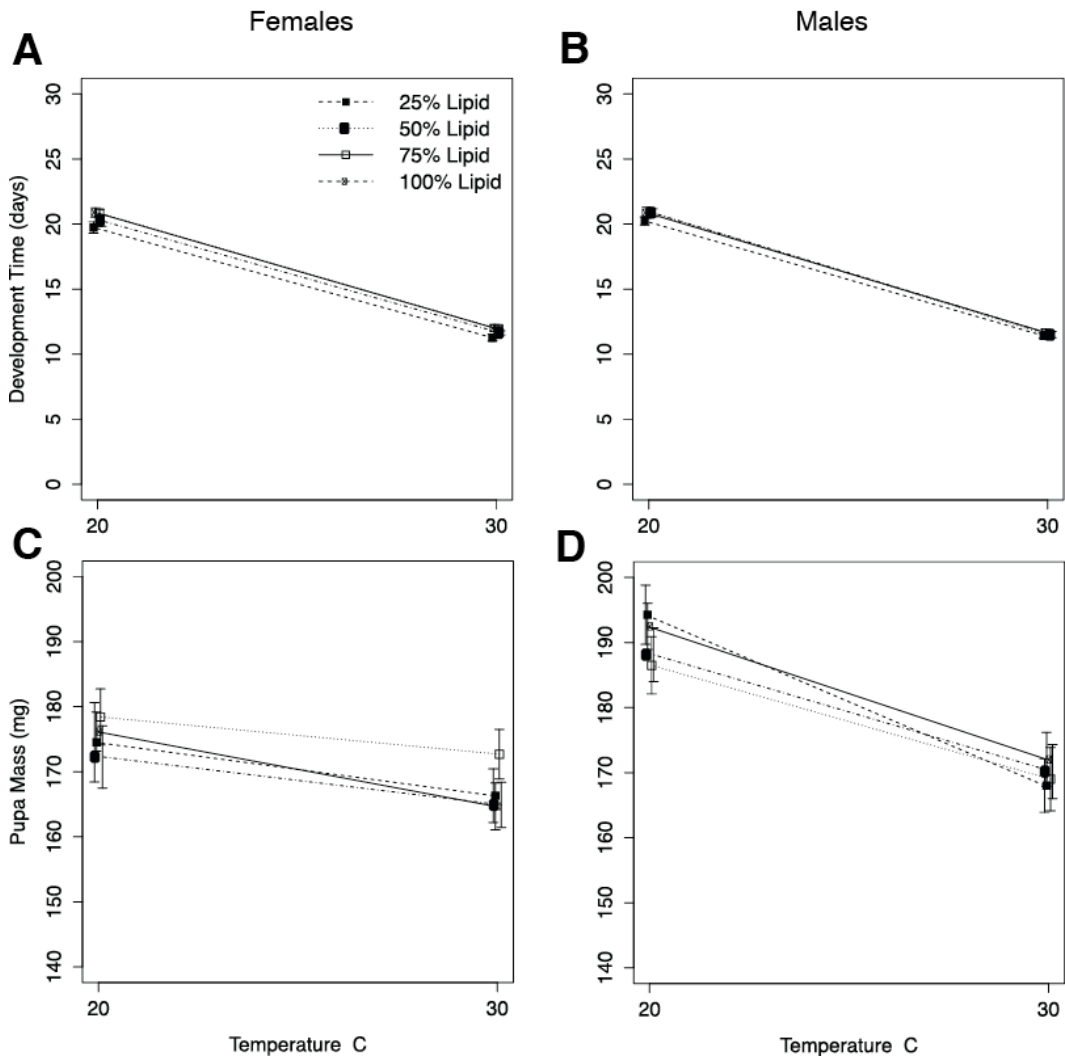 Females
Males
A
B
Development Time (days)
30
25
20
15
10
5
0
25% Lipid
50% Lipid
75% Lipid
100% Lipid
20
30
30
25
20
15
10
5
0
20
30
C
D
Pupa Mass (mg)
200
190
180
170
160
150
140
20
30
Temperature C
200
190
180
170
160
150
140
20
30
Temperature C